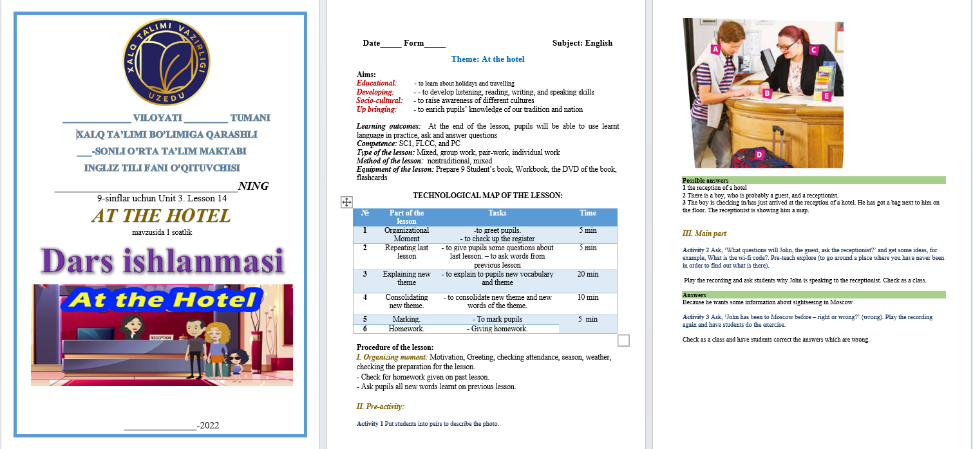 XALQ TA'LIMI VAZIRLIGI
UZEDU
______________ VILOYATI _________ TUMANI
XALQ TA'LIMI BO'LIMIGA QARASHLI
___-SONLI O'RTA TA'LIM MAKTABI
INGLIZ TILI FANI O'QITUVCHISI
_____________________________________NING
9-sinflar uchun Unit 3. Lesson 14
AT THE HOTEL
mavzusida 1 soatlik
Dars ishlanmasi
At the Hotel
RECEPTION
_______________-2022
Date_____ Form_____ Subject: English
Theme: At the hotel
Aims:
Educational: - to learn about holidays and travelling
Developing: - - to develop listening, reading, writing, and speaking skills
Socio-cultural: - to raise awareness of different cultures
Up bringing: - to enrich pupils' knowledge of our tradition and nation
Learning outcomes: At the end of the lesson, pupils will be able to use learnt
language in practice, ask and answer questions
Competence: SC1, FLCC, and PC
Type of the lesson: Mixed, group work, pair-work, individual work
Method of the lesson: nontraditional, mixed
Equipment of the lesson: Prepare 9 Student's book, Workbook, the DVD of the book,
flashcards
TECHNOLOGICAL MAP OF THE LESSON:
№ Part of the lesson Tasks Time
1 Organizational Moment -to greet pupils. - to check up the register 5 min
2 Repeating last lesson - to give pupils some questions about last lesson. – to ask words from previous lesson 5 min
3 Explaining new theme - to explain to pupils new vocabulary and theme 20 min
4 Consolidating new theme. - to consolidate new theme and new words of the theme. 10 min
5 Marking. - To mark pupils 5 min
6 Homework. - Giving homework.
Procedure of the lesson:
I. Organizing moment: Motivation, Greeting, checking attendance, season, weather,
checking the preparation for the lesson.
- Check for homework given on past lesson.
- Ask pupils all new words learnt on previous lesson.
II. Pre-activity:
Activity 1 Put students into pairs to describe the photo.
A
C
B
E
D
Possible answers
1 the reception of a hotel
2 There is a boy, who is probably a guest, and a receptionist.
3 The boy is checking in/has just arrived at the reception of a hotel. He has got a bag next to him on
the floor. The receptionist is showing him a map.
III. Main part
Activity 2 Ask, 'What questions will John, the guest, ask the receptionist?' and get some ideas, for
example, What is the wi-fi code?. Pre-teach explore (to go around a place where you have never been
in order to find out what is there).
Play the recording and ask students why John is speaking to the receptionist. Check as a class.
Answers
Because he wants some information about sightseeing in Moscow
Activity 3 Ask, 'John has been to Moscow before – right or wrong?' (wrong). Play the recording
again and have students do the exercise.
Check as a class and have students correct the answers which are wrong.